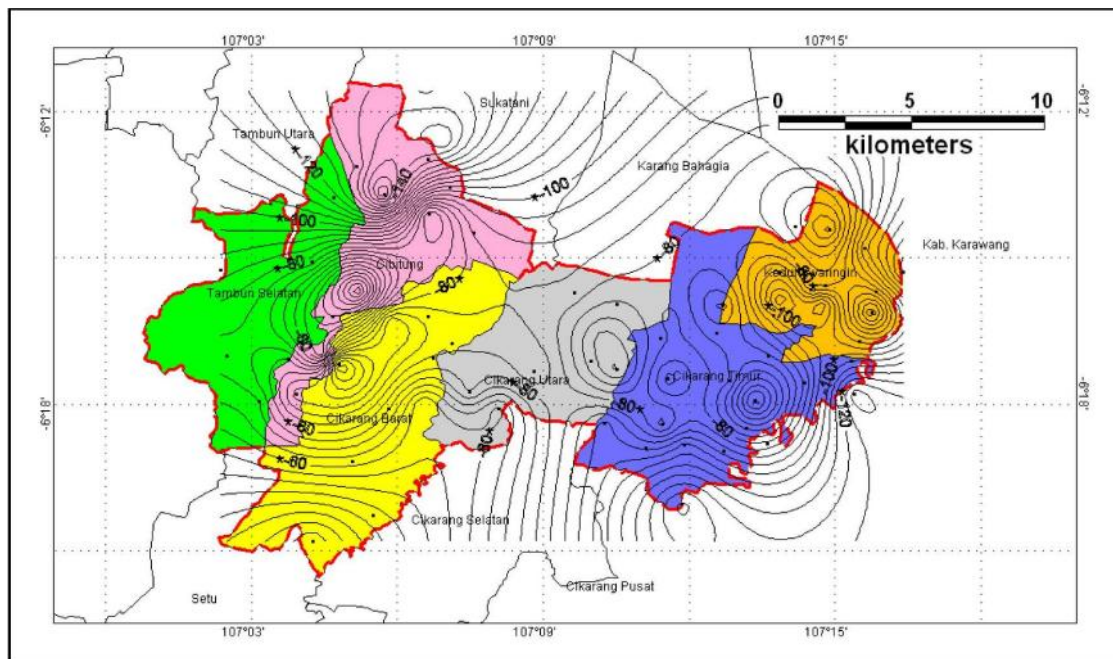 107°03' 107°09' 107°15'
-6°12' -6°12'
0 5 10
kilometers
Sukatani
Tambun Utara
-120
-140
Karang Bahagia
-100
-100
-80
Kab. Karawang
Cibitung
-80
-80
-80
Tambun Selatan
-100
-80
Cikarang Utara
Cikarang Timur
-100
-80
-6°18' -6°18'
-80
-120
Cikarang Barat
-80
-80
-80
-60
Cikarang Selatan
Cikarang Pusat
Setu
107°03' 107°09' 107°15'